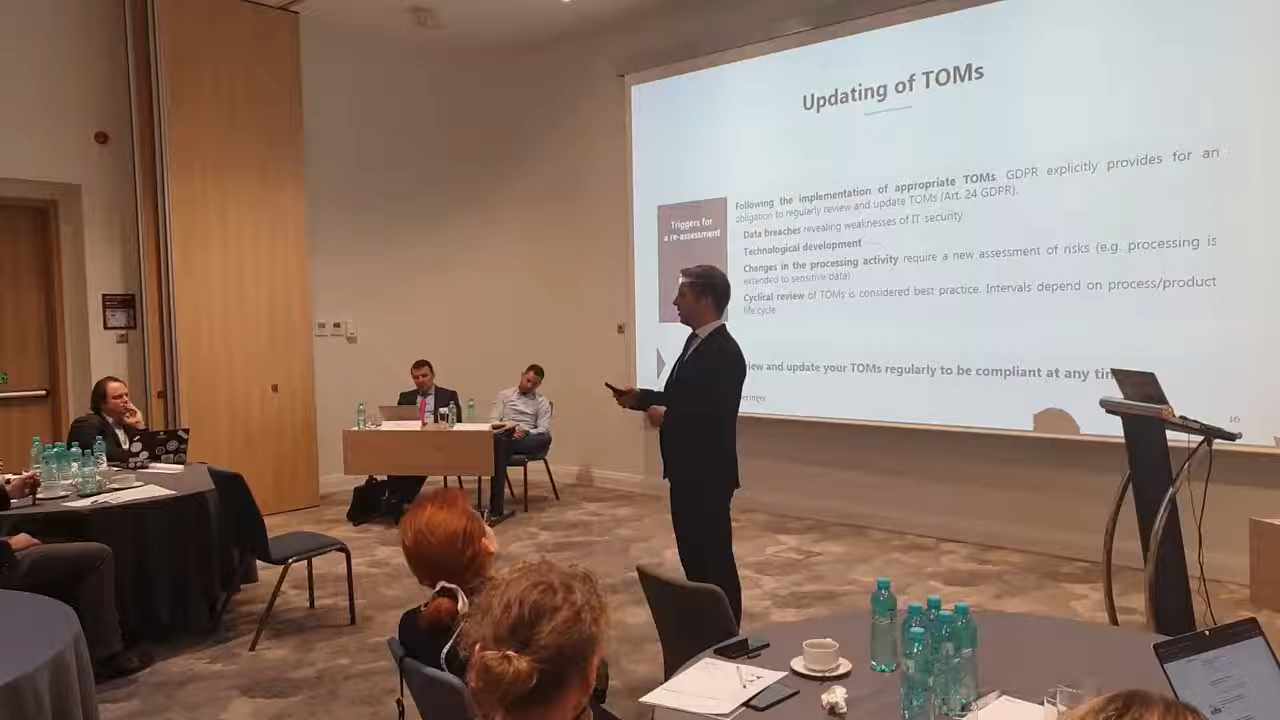 Updating of TOMs
Triggers for
a re-assessment
Following the implementation of appropriate TOMs GDPR explicitly provides for an
obligation to regularly review and update TOMs (Art. 24 GDPR).
Data breaches revealing weaknesses of IT security
Technological development
Changes in the processing activity require a new assessment of risks (e.g. processing is
extended to sensitive data)
Cyclical review of TOMs is considered best practice. Intervals depend on process/product
life cycle
and update your TOMs regularly to be compliant at any
16